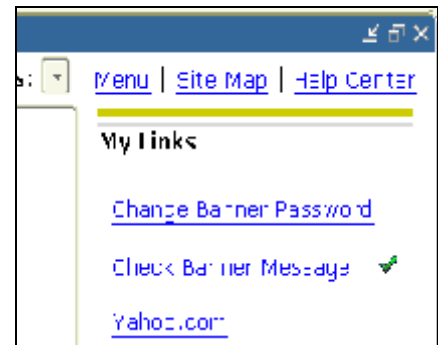 s: Menu | Site Map | Help Center
My Links
Change Banner Password
Check Banner Message
Yahoo.com